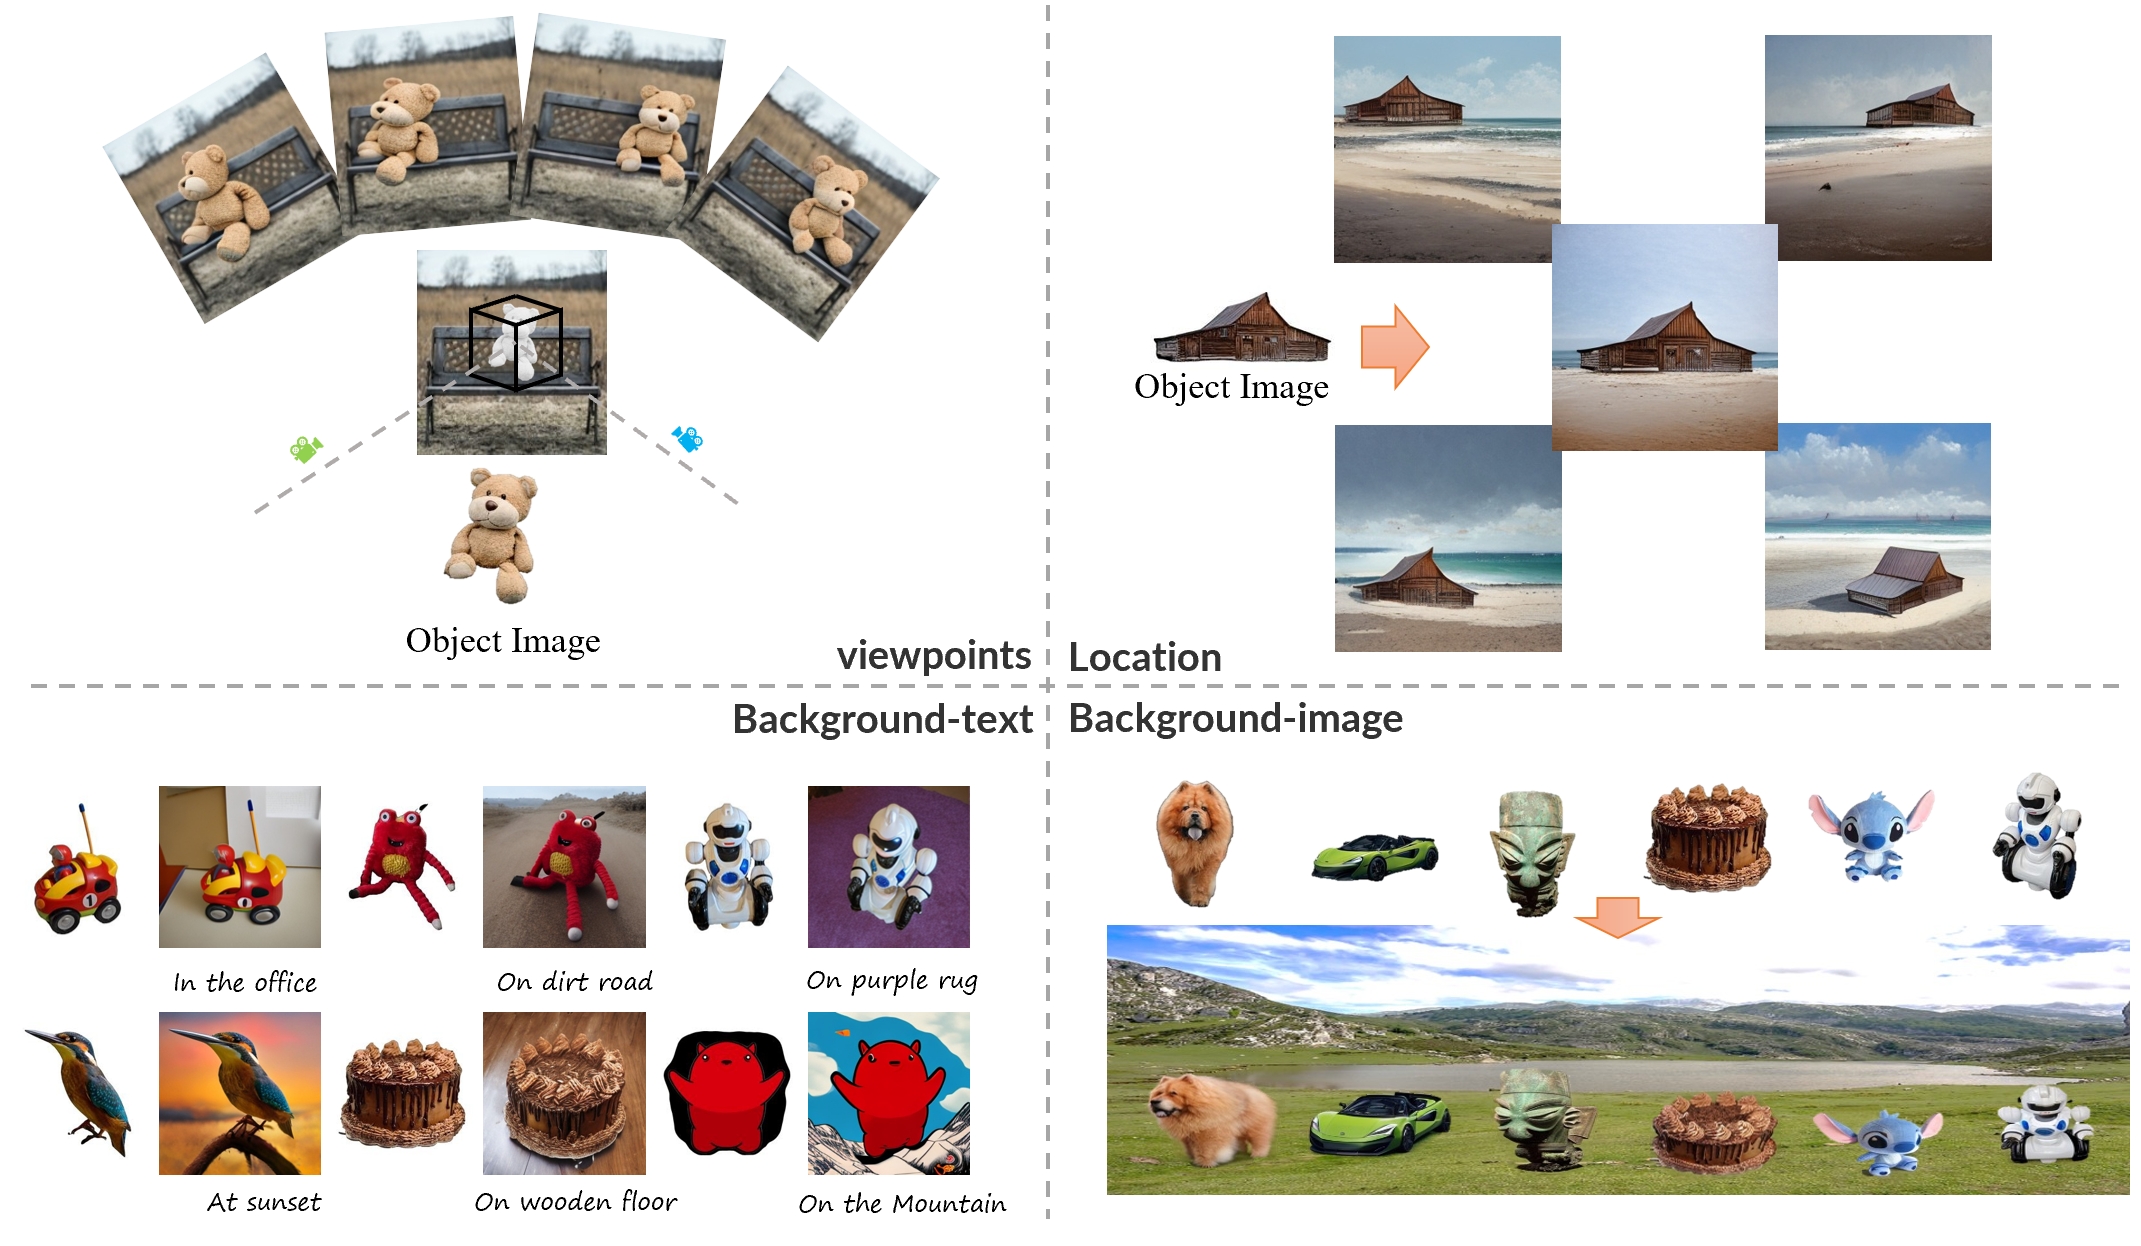 Object Image
viewpoints
Object Image
Location
Background-text
In the office
On dirt road
On purple rug
At sunset
On wooden floor
On the Mountain
Background-image